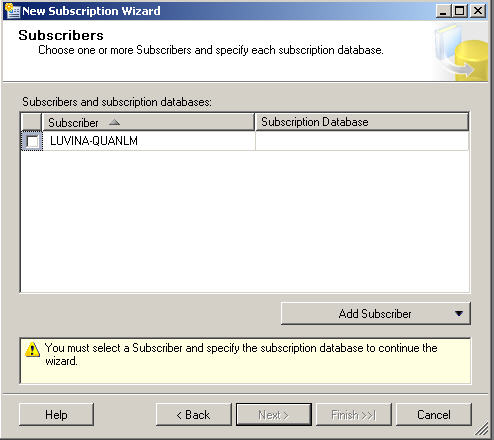 New Subscription Wizard
Subscribers
Choose one or more Subscribers and specify each subscription database.
Subscribers and subscription databases:
Subscriber Subscription Database
LUVINA-QUANLM
Add Subscriber
You must select a Subscriber and specify the subscription database to continue the
wizard.
Help < Back Next > Finish >>| Cancel